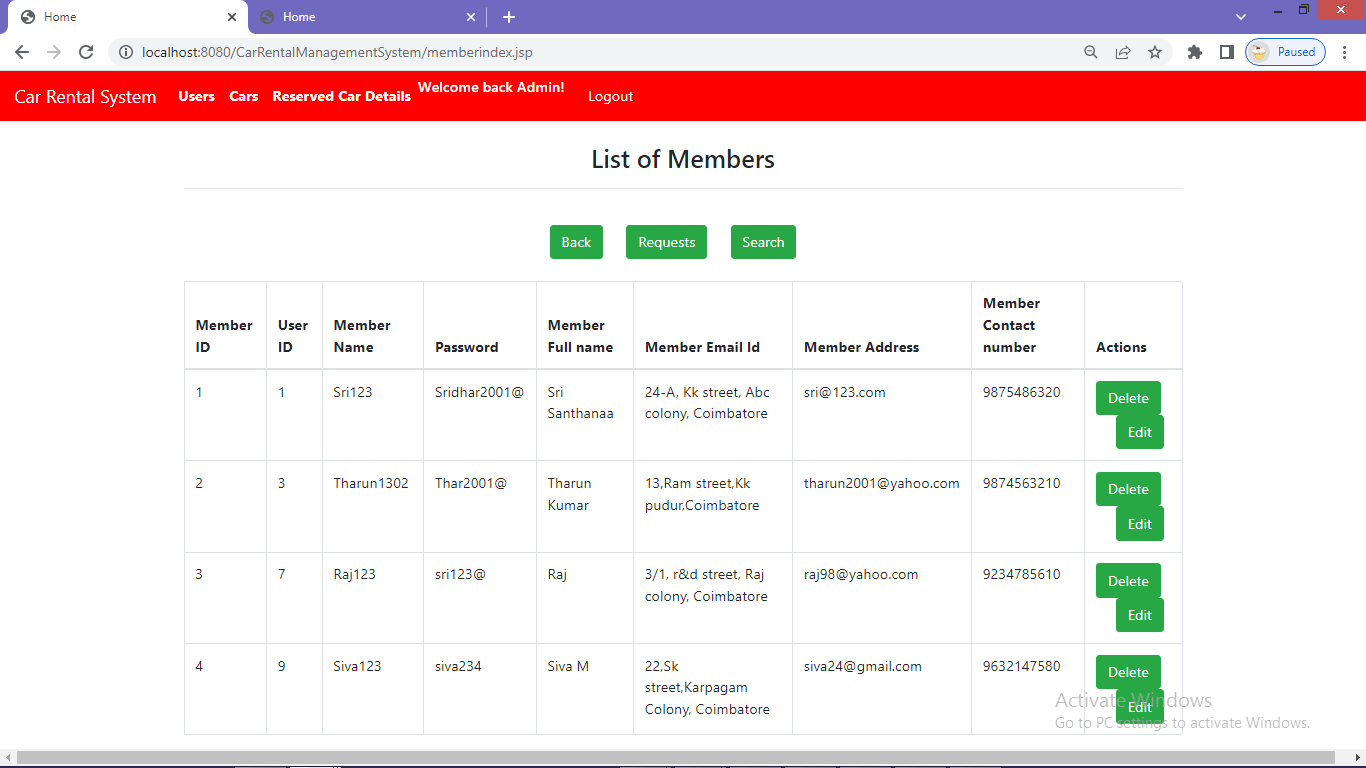 Home
Home
localhost:8080/CarRentalManagementSystem/memberindex.jsp
Paused
Car Rental System Users Cars Reserved Car Details Welcome back Admin! Logout
List of Members
Back Requests Search
Member ID
User ID
Member Name
Password
Member Full name
Member Email Id
Member Address
Member Contact number
Actions
1
1
Sri123
Sridhar2001@
Sri
Santhanaa
24-A, Kk street, Abc
colony, Coimbatore
sri@123.com
9875486320
Delete
Edit
2
3
Tharun1302
Thar2001@
Tharun
Kumar
13,Ram street,Kk
pudur,Coimbatore
tharun2001@yahoo.com
9874563210
Delete
Edit
3
7
Raj123
sri123@
Raj
3/1, r&d street, Raj
colony, Coimbatore
raj98@yahoo.com
9234785610
Delete
Edit
4
9
Siva123
siva234
Siva M
22,Sk
street,Karpagam
Colony, Coimbatore
siva24@gmail.com
9632147580
Delete
Edit
Activate Windows
Go to PC settings to activate Windows.